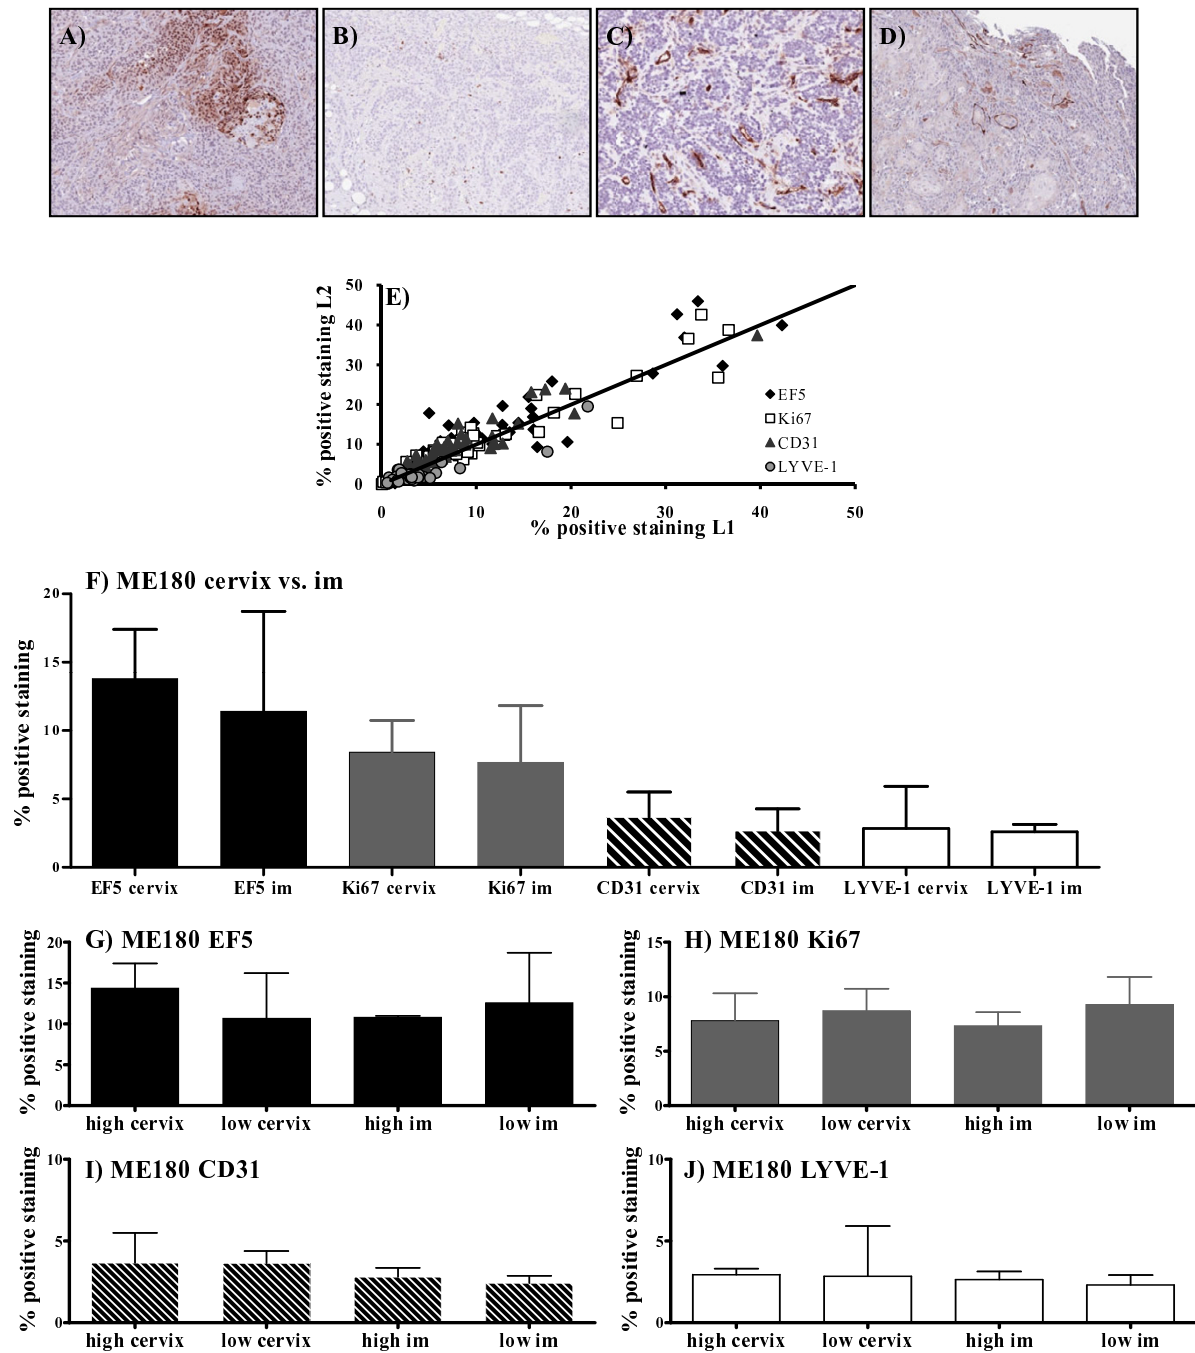 A)
B)
C)
D)
E)
50
40
30
20
10
0
% positive staining L2
EF5
Ki67
CD31
LYVE-1
0 10 20 30 40 50
% positive staining L1
F) ME180 cervix vs. im
20
15
10
5
0
% positive staining
EF5 cervix EF5 im Ki67 cervix Ki67 im CD31 cervix CD31 im LYVE-1 cervix LYVE-1 im
G) ME180 EF5
20
15
10
5
0
% positive staining
high cervix low cervix high im low im
H) ME180 Ki67
15
10
5
0
% positive staining
high cervix low cervix high im low im
I) ME180 CD31
10
5
0
% positive staining
high cervix low cervix high im low im
J) ME180 LYVE-1
10
5
0
% positive staining
high cervix low cervix high im low im